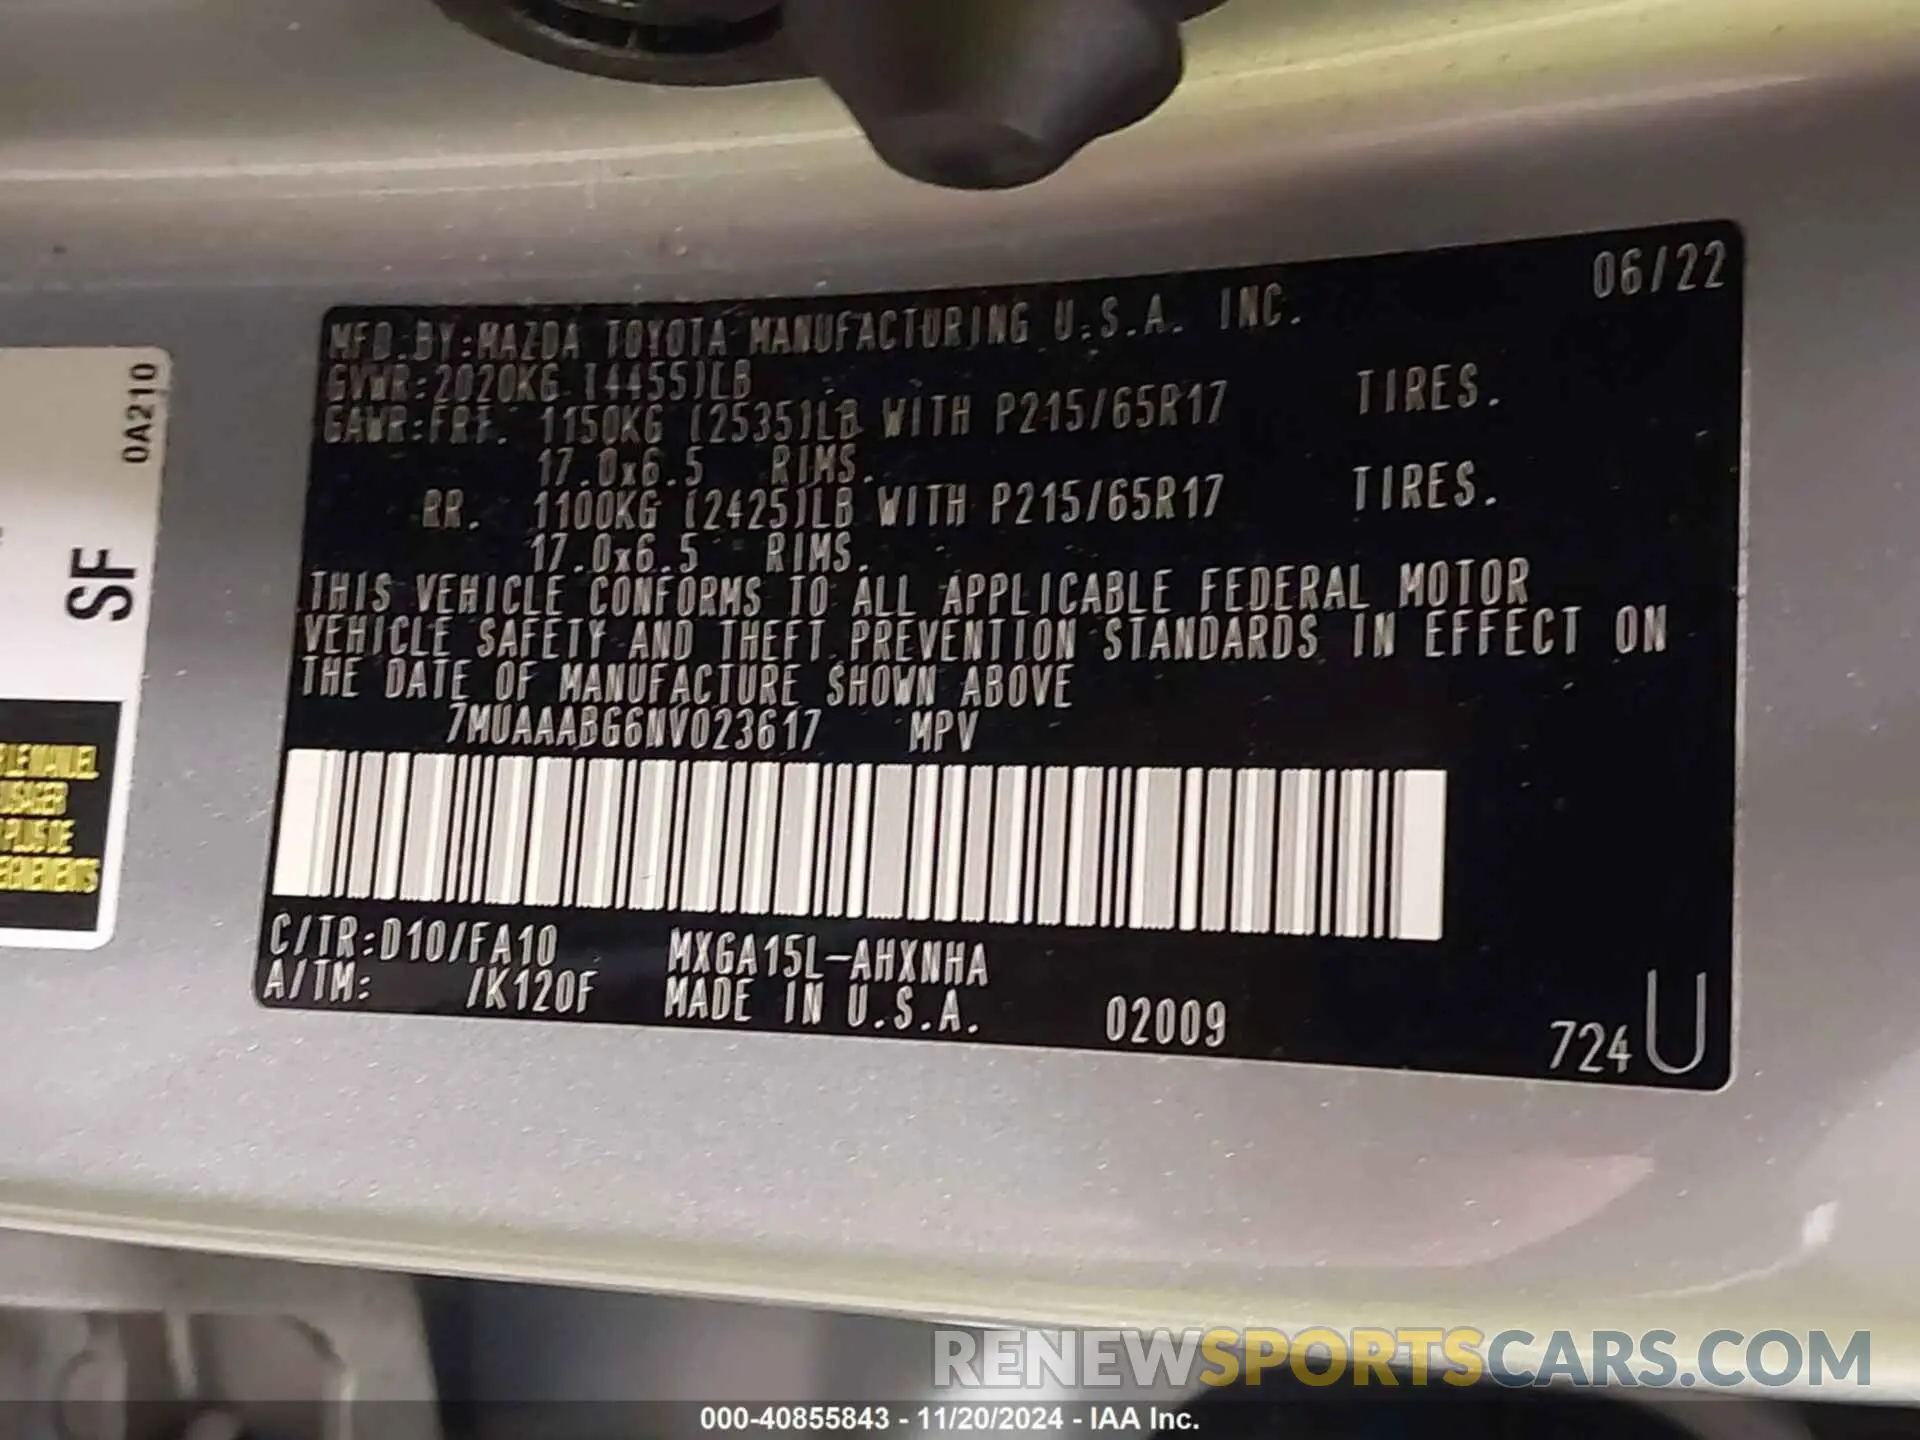 06/22
MFD.BY:MAZDA TOYOTA MANUFACTURING U.S.A. INC.
GVWR:2020KG (4455)LB
GAWR:FRT. 1150KG (2535)LB WITH P215/65R17 TIRES.
17.0x6.5 RIMS.
RR. 1100KG (2425)LB WITH P215/65R17 TIRES.
17.0x6.5 RIMS.
THIS VEHICLE CONFORMS TO ALL APPLICABLE FEDERAL MOTOR
VEHICLE SAFETY AND THEFT PREVENTION STANDARDS IN EFFECT ON
THE DATE OF MANUFACTURE SHOWN ABOVE
7MUAAABG6NV023617 MPV
C/TR:D10/FA10 MXGA15L-AHXNHA
A/TM: /K120F MADE IN U.S.A. 02009 724U
0A210
SF
PLUS DE
RENEWSPORTSCARS.COM
000-40855843 - 11/20/2024 - IAA Inc.